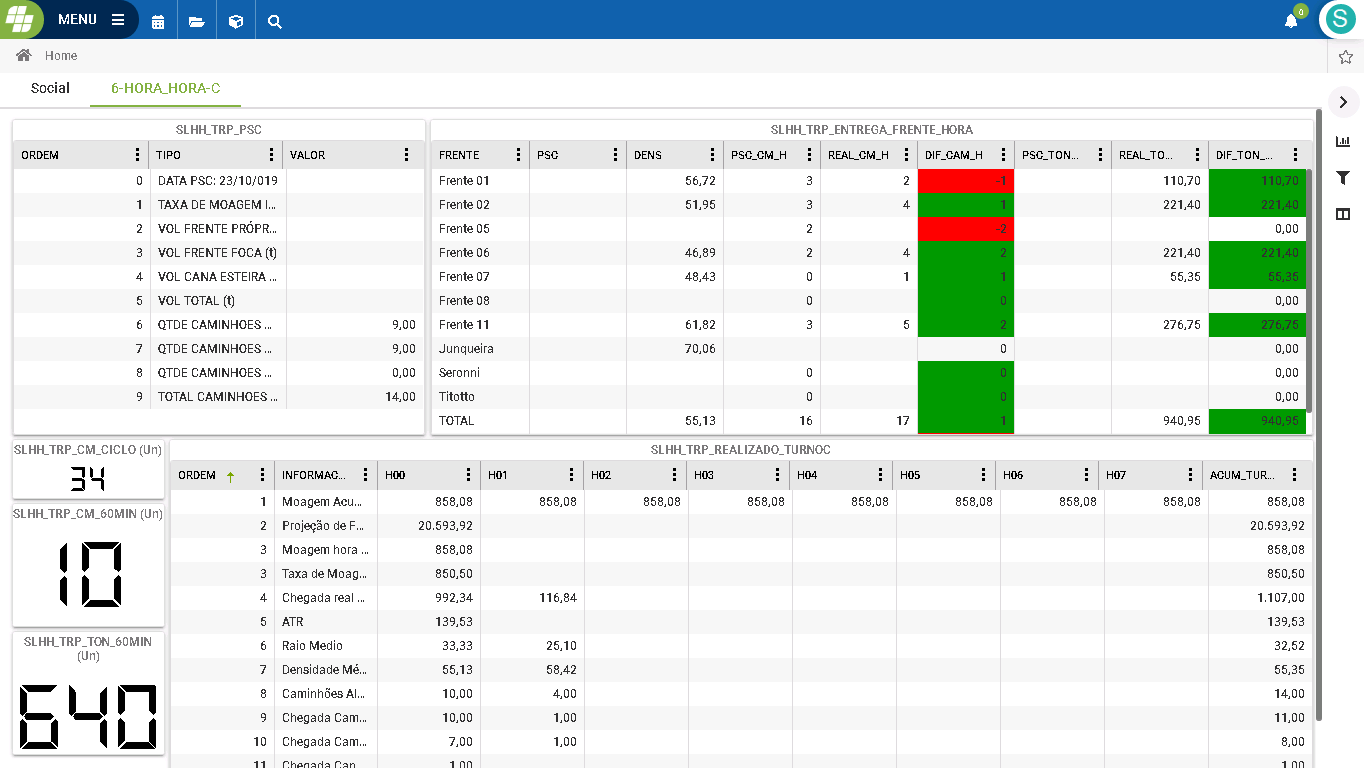 MENU
0
S
Home
Social 6-HORA_HORA-C
SLHH_TRP_PSC
ORDEM TIPO VALOR
0 DATA PSC: 23/10/019
1 TAXA DE MOAGEM I...
2 VOL FRENTE PRÓPR...
3 VOL FRENTE FOCA (t)
4 VOL CANA ESTEIRA ...
5 VOL TOTAL (t)
6 QTDE CAMINHOES ... 9,00
7 QTDE CAMINHOES ... 9,00
8 QTDE CAMINHOES ... 0,00
9 TOTAL CAMINHOES ... 14,00
SLHH_TRP_ENTREGA_FRENTE_HORA
FRENTE PSC DENS PSC_CM_H REAL_CM_H DIF_CAM_H PSC_TON... REAL_TO... DIF_TON_...
Frente 01 56,72 3 2 -1 110,70 110,70
Frente 02 51,95 3 4 1 221,40 221,40
Frente 05 2 -2 0,00
Frente 06 46,89 2 4 2 221,40 221,40
Frente 07 48,43 0 1 1 55,35 55,35
Frente 08 0 0 0,00
Frente 11 61,82 3 5 2 276,75 276,75
Junqueira 70,06 0 0,00
Seronni 0 0 0,00
Titotto 0 0 0,00
TOTAL 55,13 16 17 1 940,95 940,95
SLHH_TRP_CM_CICLO (Un)
34
SLHH_TRP_CM_60MIN (Un)
10
SLHH_TRP_TON_60MIN
(Un)
640
SLHH_TRP_REALIZADO_TURNOC
ORDEM INFORMAC... H00 H01 H02 H03 H04 H05 H06 H07 ACUM_TUR...
1 Moagem Acu... 858,08 858,08 858,08 858,08 858,08 858,08 858,08 858,08 858,08
2 Projeção de F... 20.593,92 20.593,92
3 Moagem hora ... 858,08 858,08
3 Taxa de Moag... 850,50 850,50
4 Chegada real ... 992,34 116,84 1.107,00
5 ATR 139,53 139,53
6 Raio Medio 33,33 25,10 32,52
7 Densidade Mé... 55,13 58,42 55,35
8 Caminhões Al... 10,00 4,00 14,00
9 Chegada Cam... 10,00 1,00 11,00
10 Chegada Cam... 7,00 1,00 8,00
11 Chegada Can... 1,00 1,00